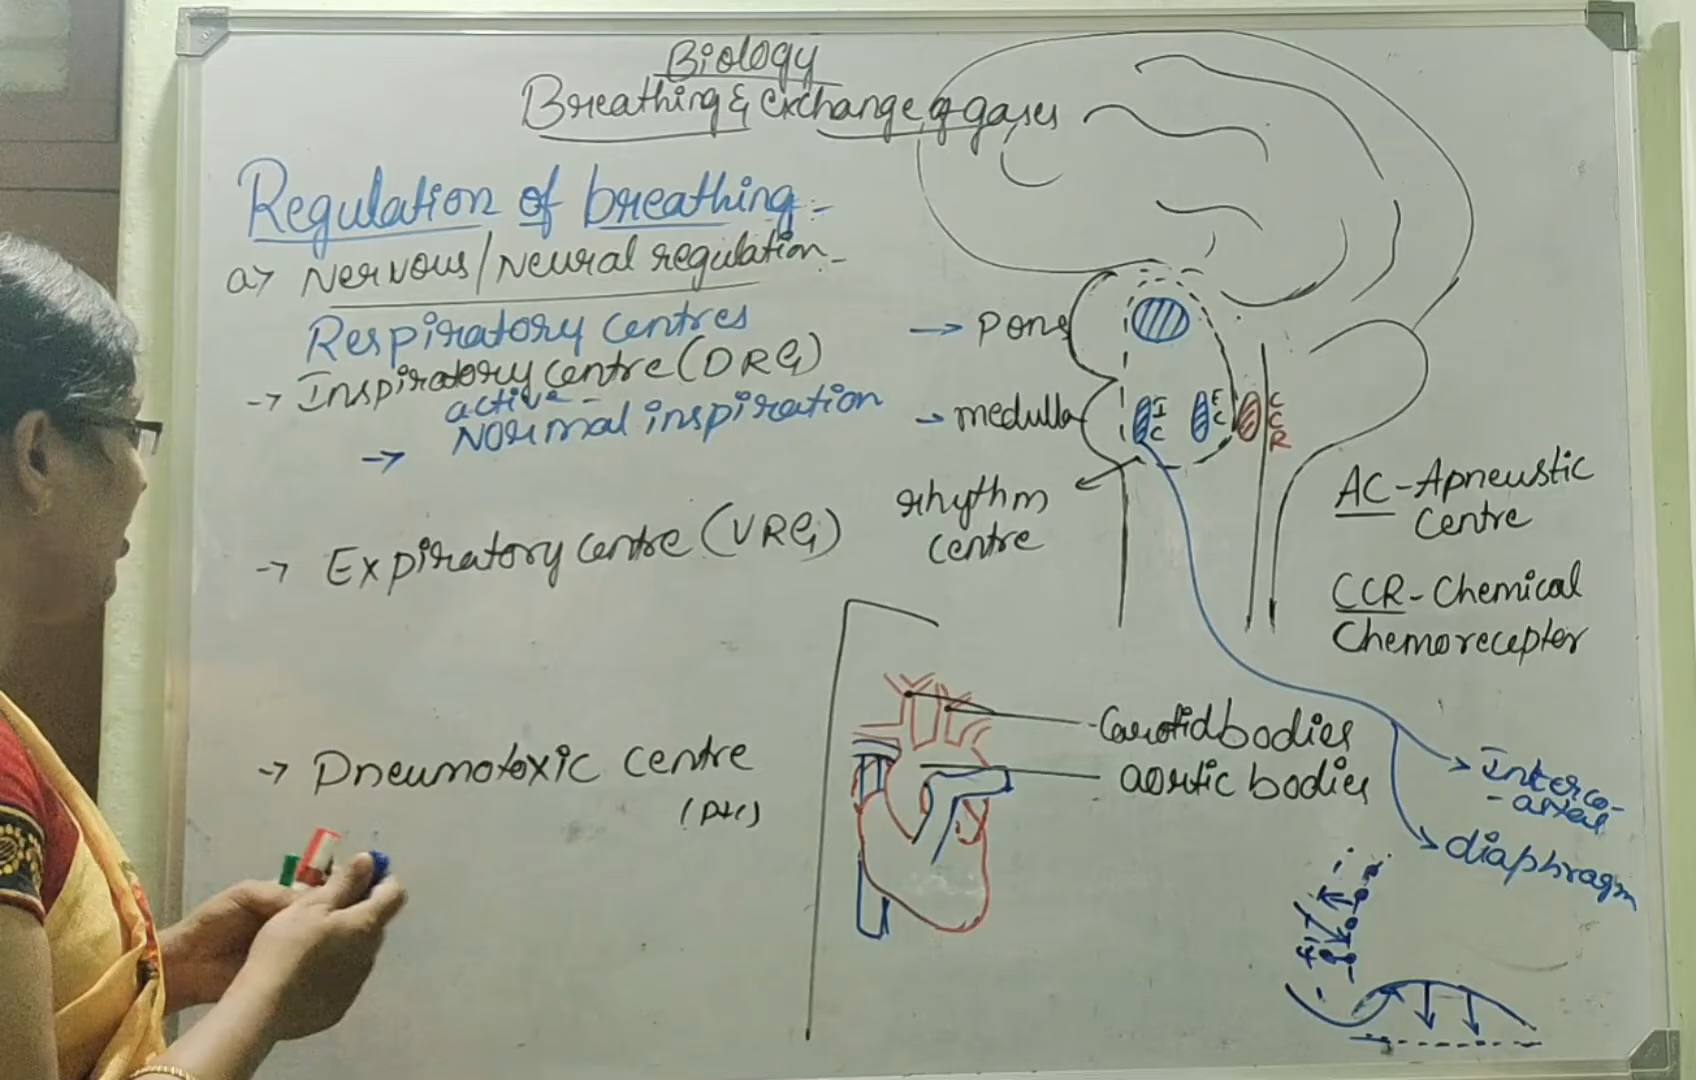 Biology
Breathing & exchange of gases
Regulation of breathing :-
a> Nervous/Neural regulation -
Respiratory centres
-> Inspiratory centre (DRG)
active -
-> Normal inspiration
-> Expiratory centre (VRG)
-> Pneumotoxic centre
→ Pons
→ medulla
I
C
E
C
C
C
R
rhythm
centre
AC - Apneustic
Centre
CCR - Chemical
Chemoreceptor
Carotid bodies
aortic bodies
Interco-
- astal
diaphragm